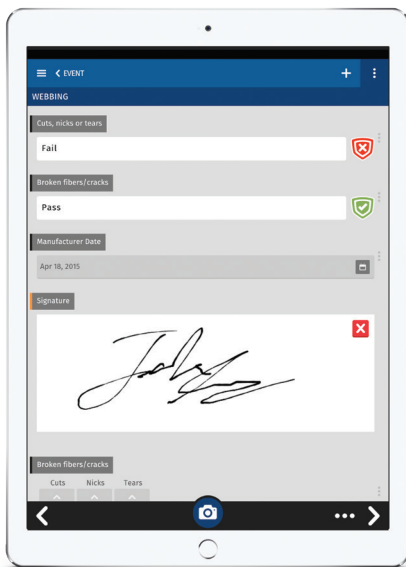 EVENT
WEBBING
Cuts, nicks or tears
Fail
Broken fibers/cracks
Pass
Manufacturer Date
Apr 18, 2015
Signature
Broken fibers/cracks
Cuts Nicks Tears